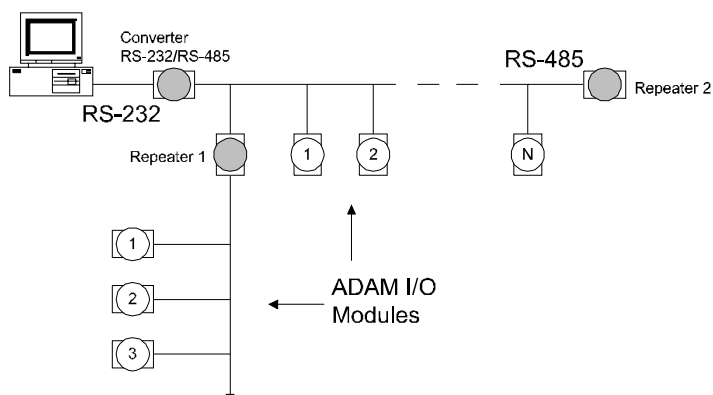 Converter
RS-232/RS-485
RS-485
Repeater 2
RS-232
Repeater 1
1
2
N
1
2
3
ADAM I/O
Modules